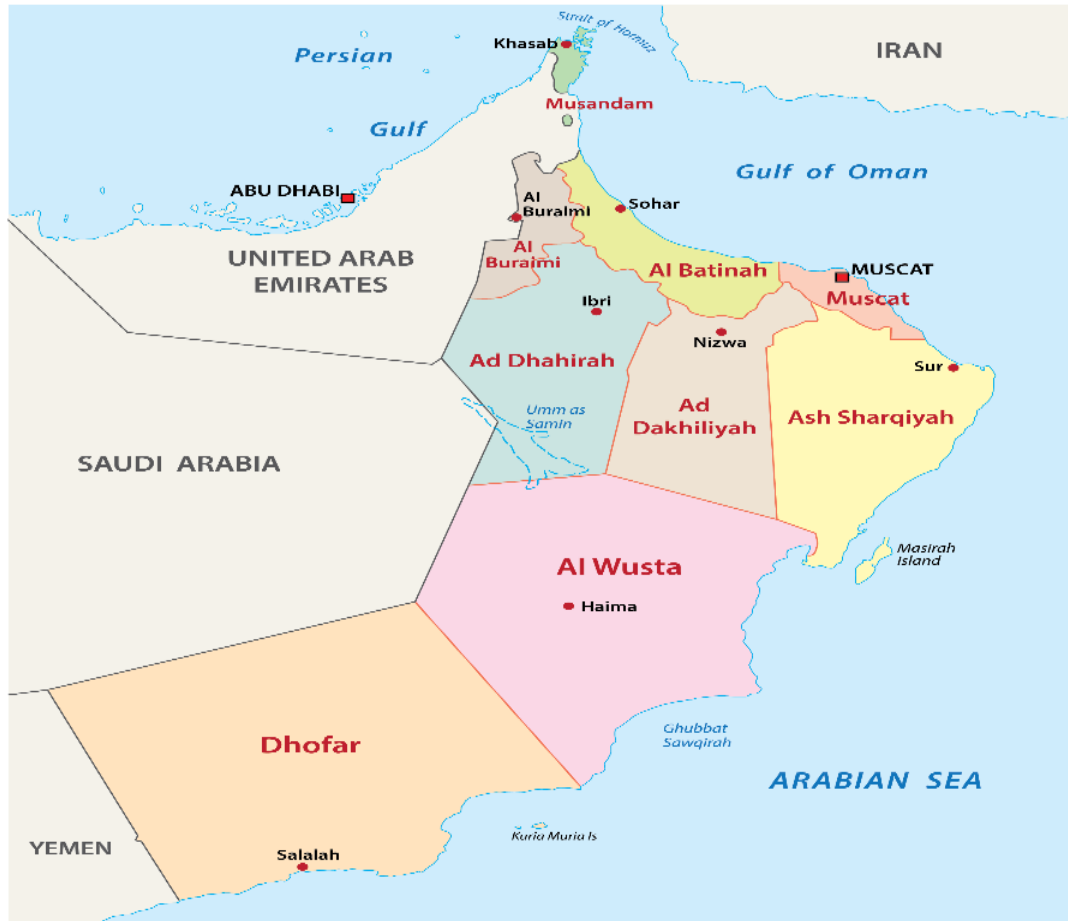 Strait of Hormuz
Khasab
IRAN
Persian
Musandam
Gulf
Gulf of Oman
ABU DHABI
Al
Buraimi
Sohar
UNITED ARAB
EMIRATES
Al
Buraimi
Al Batinah
MUSCAT
Muscat
Ibri
Nizwa
Ad Dhahirah
Sur
Umm as
Samin
Ad
Dakhiliyah
Ash Sharqiyah
SAUDI ARABIA
Masirah
Island
Al Wusta
Haima
Ghubbat
Sawqirah
Dhofar
ARABIAN SEA
Kuria Muria Is
YEMEN
Salalah